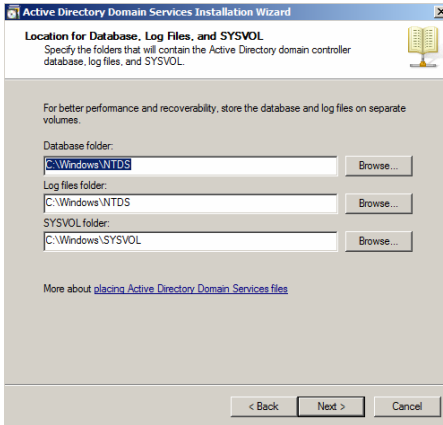 Active Directory Domain Services Installation Wizard
Location for Database, Log Files, and SYSVOL
Specify the folders that will contain the Active Directory domain controller
database, log files, and SYSVOL.
For better performance and recoverability, store the database and log files on separate
volumes.
Database folder:
C:\Windows\NTDS
Browse...
Log files folder:
C:\Windows\NTDS
Browse...
SYSVOL folder:
C:\Windows\SYSVOL
Browse...
More about placing Active Directory Domain Services files
< Back Next > Cancel